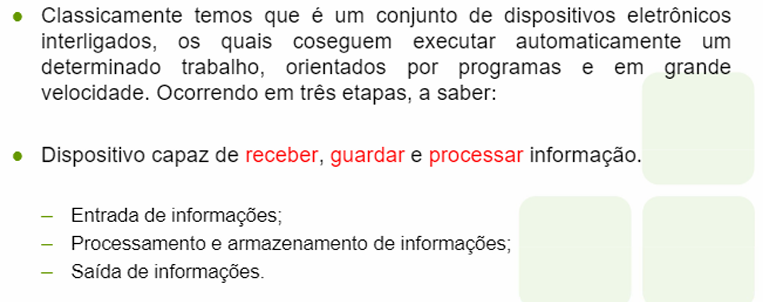 • Classicamente temos que é um conjunto de dispositivos eletrônicos
interligados, os quais coseguem executar automaticamente um
determinado trabalho, orientados por programas e em grande
velocidade. Ocorrendo em três etapas, a saber:
• Dispositivo capaz de receber, guardar e processar informação.
– Entrada de informações;
– Processamento e armazenamento de informações;
– Saída de informações.